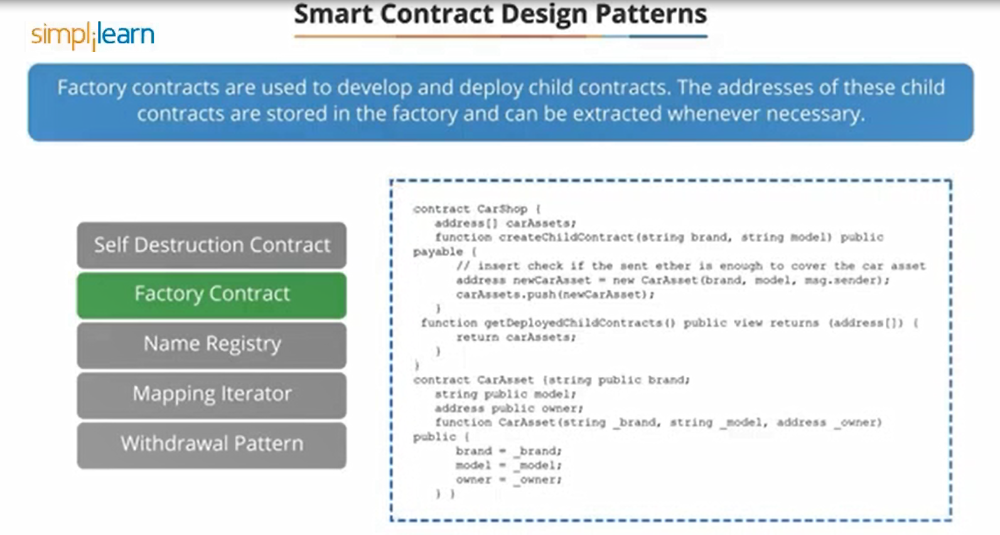 Smart Contract Design Patterns
simplilearn
Factory contracts are used to develop and deploy child contracts. The addresses of these child
contracts are stored in the factory and can be extracted whenever necessary.
Self Destruction Contract
Factory Contract
Name Registry
Mapping Iterator
Withdrawal Pattern
contract CarShop {
address[] carAssets;
function createChildContract(string brand, string model) public
payable {
// insert check if the sent ether is enough to cover the car asset
address newCarAsset = new CarAsset(brand, model, msg.sender);
carAssets.push(newCarAsset);
}
function getDeployedChildContracts() public view returns (address[]) {
return carAssets;
}
}
contract CarAsset {string public brand;
string public model;
address public owner;
function CarAsset(string _brand, string _model, address _owner)
public {
brand = _brand;
model = _model;
owner = _owner;
} }